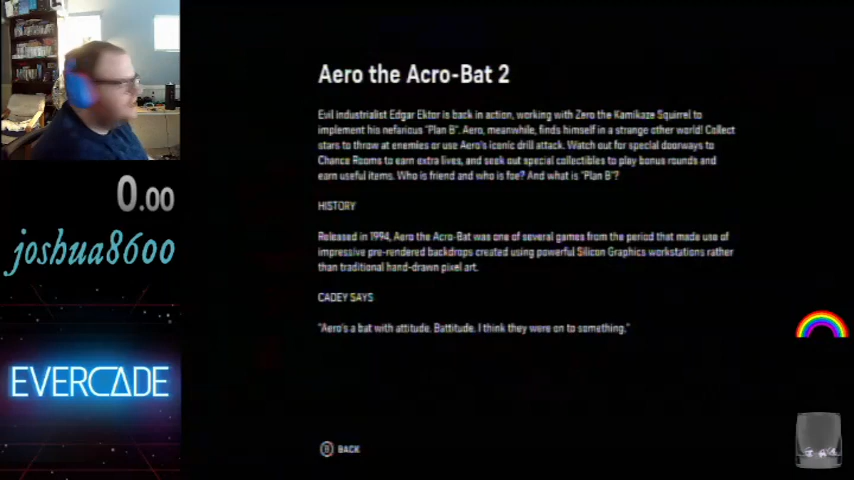 Aero the Acro-Bat 2
Evil industrialist Edgar Ektor is back in action, working with Zero the Kamikaze Squirrel to
implement his nefarious "Plan B". Aero, meanwhile, finds himself in a strange other world! Collect
stars to throw at enemies or use Aero's iconic drill attack. Watch out for special doorways to
Chance Rooms to earn extra lives, and seek out special collectibles to play bonus rounds and
earn useful items. Who is friend and who is foe? And what is "Plan B"?
HISTORY
Released in 1994, Aero the Acro-Bat was one of several games from the period that made use of
impressive pre-rendered backdrops created using powerful Silicon Graphics workstations rather
than traditional hand-drawn pixel art.
CADEY SAYS
"Aero's a bat with attitude. Battitude. I think they were on to something."
B BACK
0.00
joshua8600
EVERCADE